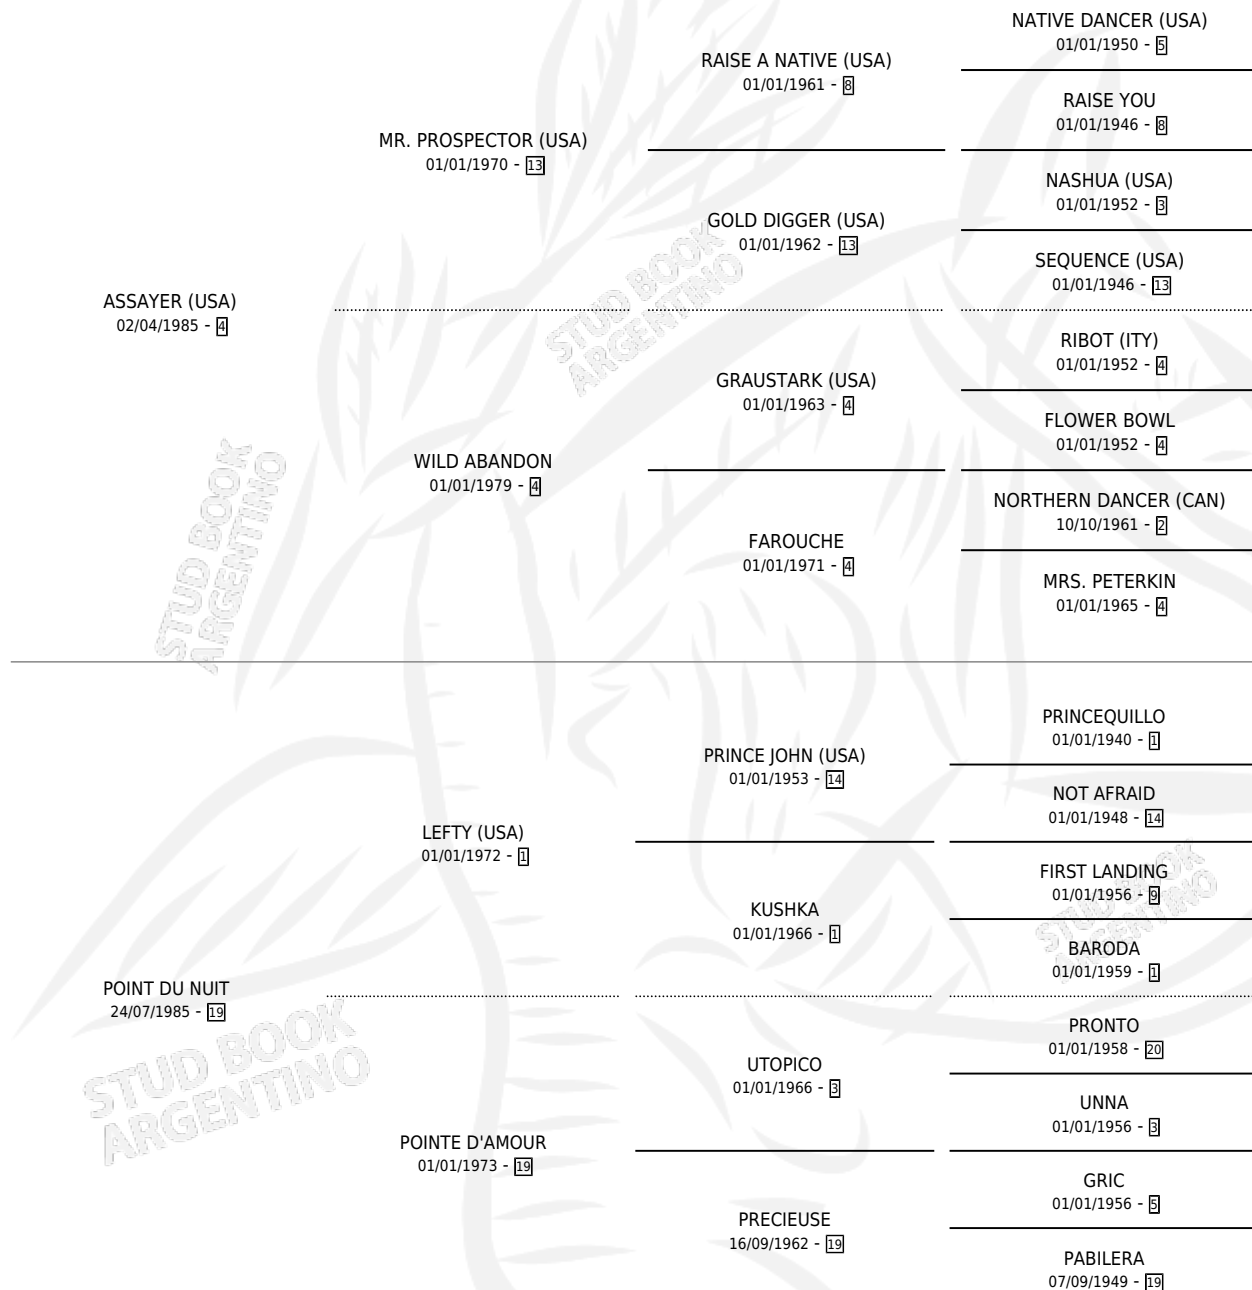 NATIVE DANCER (USA)
01/01/1950 - 5
RAISE A NATIVE (USA)
01/01/1961 - 8
RAISE YOU
01/01/1946 - 8
MR. PROSPECTOR (USA)
01/01/1970 - 13
NASHUA (USA)
01/01/1952 - 3
GOLD DIGGER (USA)
01/01/1962 - 13
SEQUENCE (USA)
01/01/1946 - 13
ASSAYER (USA)
02/04/1985 - 4
RIBOT (ITY)
01/01/1952 - 4
GRAUSTARK (USA)
01/01/1963 - 4
FLOWER BOWL
01/01/1952 - 4
WILD ABANDON
01/01/1979 - 4
NORTHERN DANCER (CAN)
10/10/1961 - 2
FAROUCHE
01/01/1971 - 4
MRS. PETERKIN
01/01/1965 - 4
PRINCEQUILLO
01/01/1940 - 1
PRINCE JOHN (USA)
01/01/1953 - 14
NOT AFRAID
01/01/1948 - 14
LEFTY (USA)
01/01/1972 - 1
FIRST LANDING
01/01/1956 - 9
KUSHKA
01/01/1966 - 1
BARODA
01/01/1959 - 1
POINT DU NUIT
24/07/1985 - 19
PRONTO
01/01/1958 - 20
UTOPICO
01/01/1966 - 3
UNNA
01/01/1956 - 3
POINTE D'AMOUR
01/01/1973 - 19
GRIC
01/01/1956 - 5
PRECIEUSE
16/09/1962 - 19
PABILERA
07/09/1949 - 19
STUD BOOK
ARGENTINO
STUD BOOK
ARGENTINO
STUD BOOK
ARGENTINO
STUD BOOK
ARGENTINO